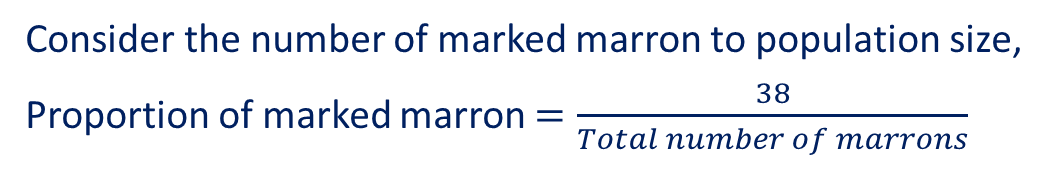 Consider the number of marked marron to population size,
Proportion of marked marron = 38 / Total number of marrons